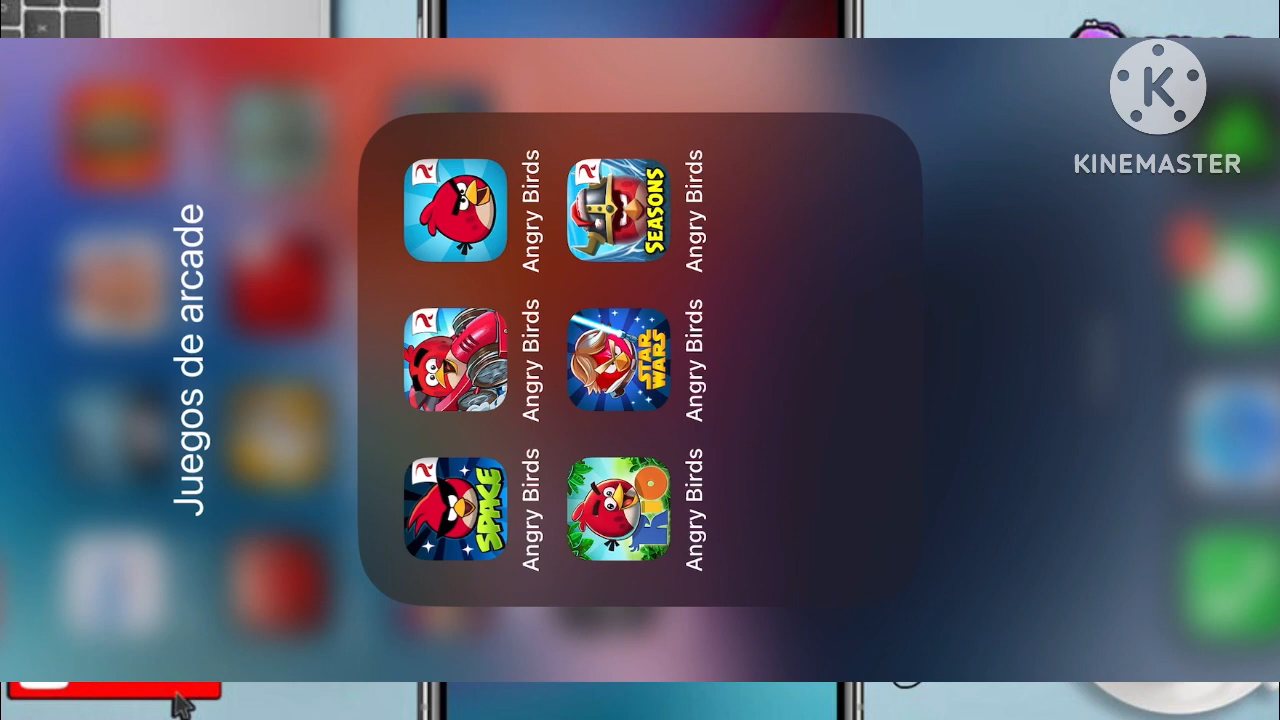 Juegos de arcade
SPACE
Angry Birds
Angry Birds
Angry Birds
RIO
STAR
WARS
SEASONS
Angry Birds
Angry Birds
Angry Birds
K
KINEMASTER